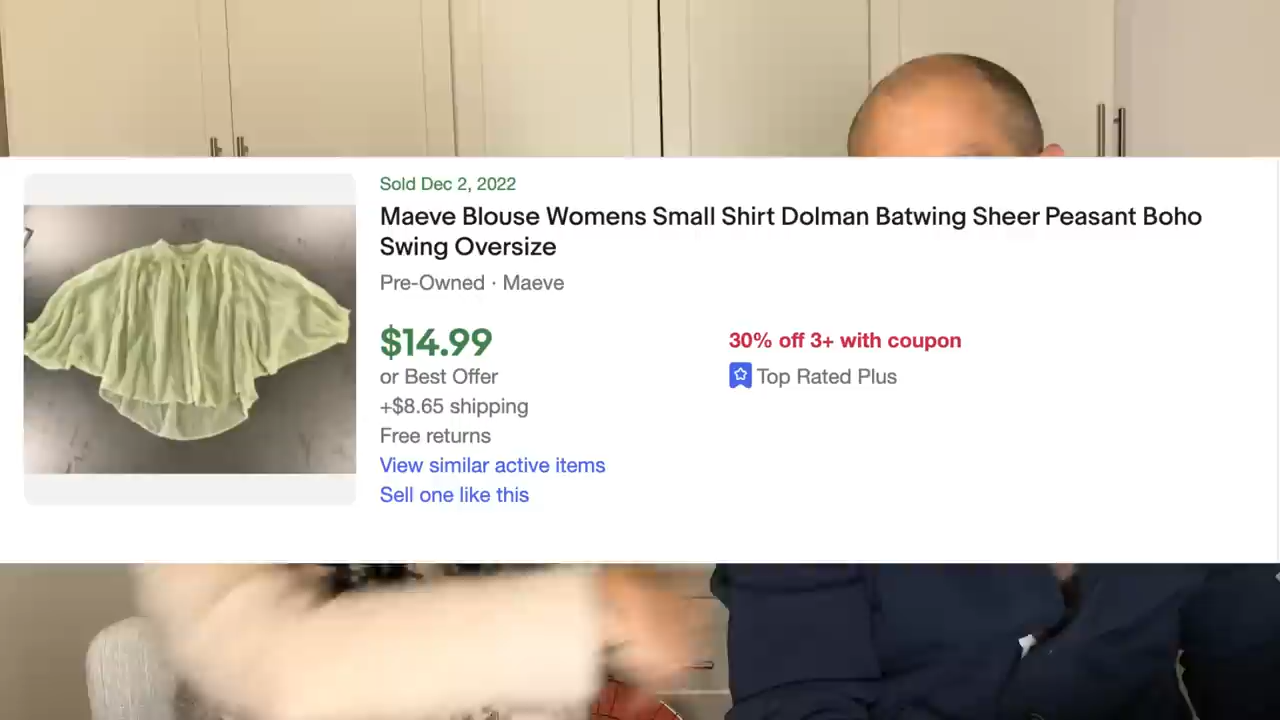 Sold Dec 2, 2022
Maeve Blouse Womens Small Shirt Dolman Batwing Sheer Peasant Boho
Swing Oversize
Pre-Owned · Maeve
$14.99
or Best Offer
+$8.65 shipping
Free returns
View similar active items
Sell one like this
30% off 3+ with coupon
Top Rated Plus